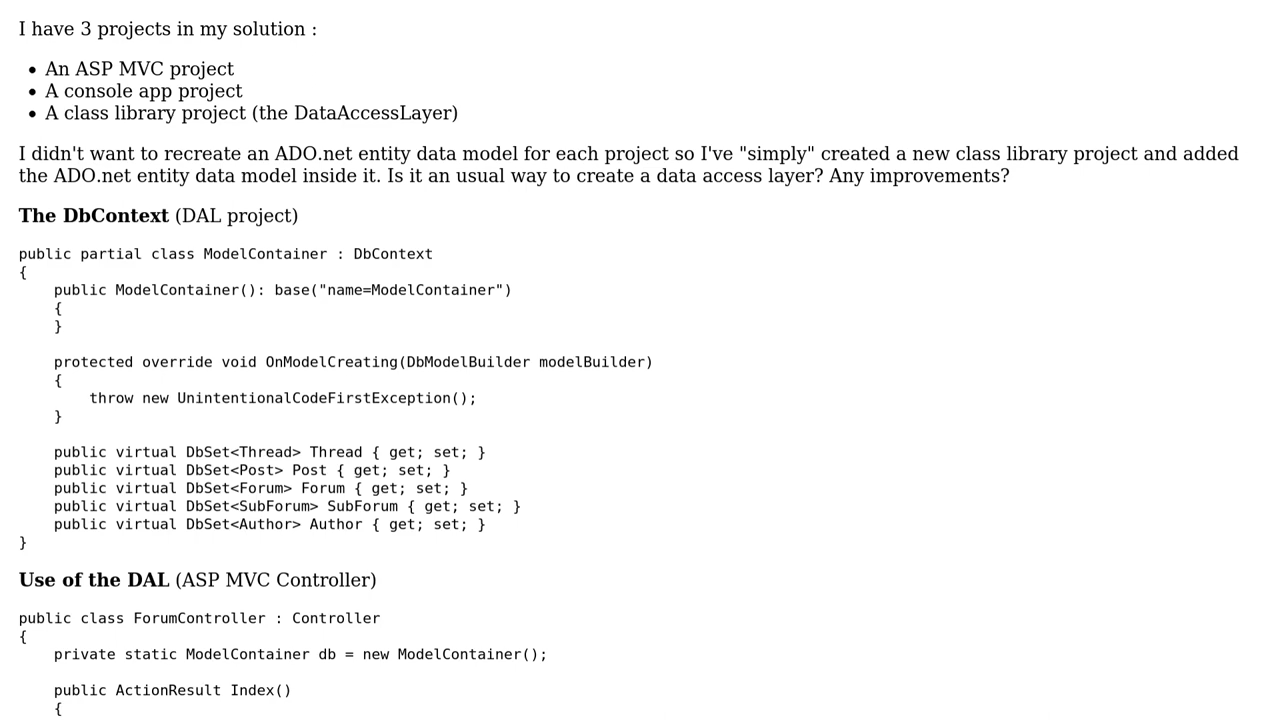 I have 3 projects in my solution :
• An ASP MVC project
• A console app project
• A class library project (the DataAccessLayer)
I didn't want to recreate an ADO.net entity data model for each project so I've "simply" created a new class library project and added
the ADO.net entity data model inside it. Is it an usual way to create a data access layer? Any improvements?
The DbContext (DAL project)
public partial class ModelContainer : DbContext
{
    public ModelContainer(): base("name=ModelContainer")
    {
    }
    protected override void OnModelCreating(DbModelBuilder modelBuilder)
    {
        throw new UnintentionalCodeFirstException();
    }
    public virtual DbSet<Thread> Thread { get; set; }
    public virtual DbSet<Post> Post { get; set; }
    public virtual DbSet<Forum> Forum { get; set; }
    public virtual DbSet<SubForum> SubForum { get; set; }
    public virtual DbSet<Author> Author { get; set; }
}
Use of the DAL (ASP MVC Controller)
public class ForumController : Controller
{
    private static ModelContainer db = new ModelContainer();
    public ActionResult Index()
    {